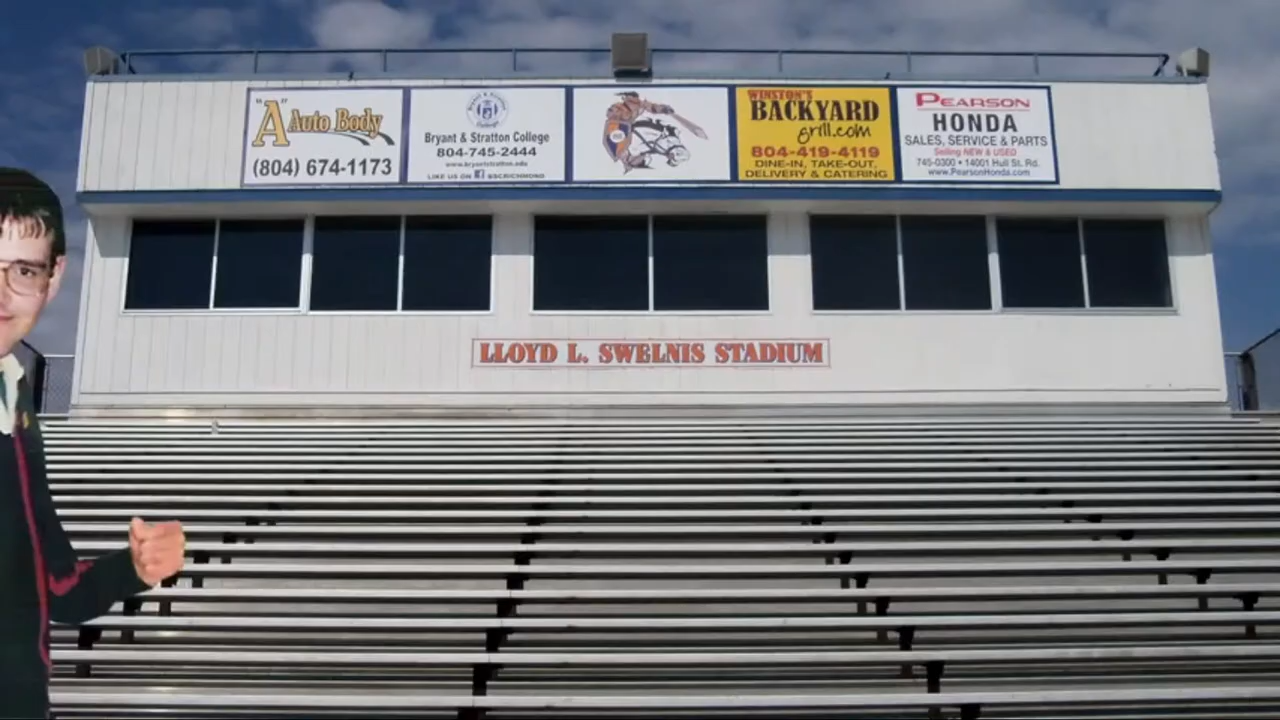 "A" Auto Body
(804) 674-1173
Bryant & Stratton College
804-745-2444
www.bryantstratton.edu
LIKE US ON f @BSCRICHMOND
WINSTON'S
BACKYARD
grill.com
804-419-4119
DINE-IN, TAKE-OUT,
DELIVERY & CATERING
PEARSON
HONDA
SALES, SERVICE & PARTS
Selling NEW & USED
745-0300 • 14001 Hull St. Rd.
www.PearsonHonda.com
LLOYD L. SWELNIS STADIUM